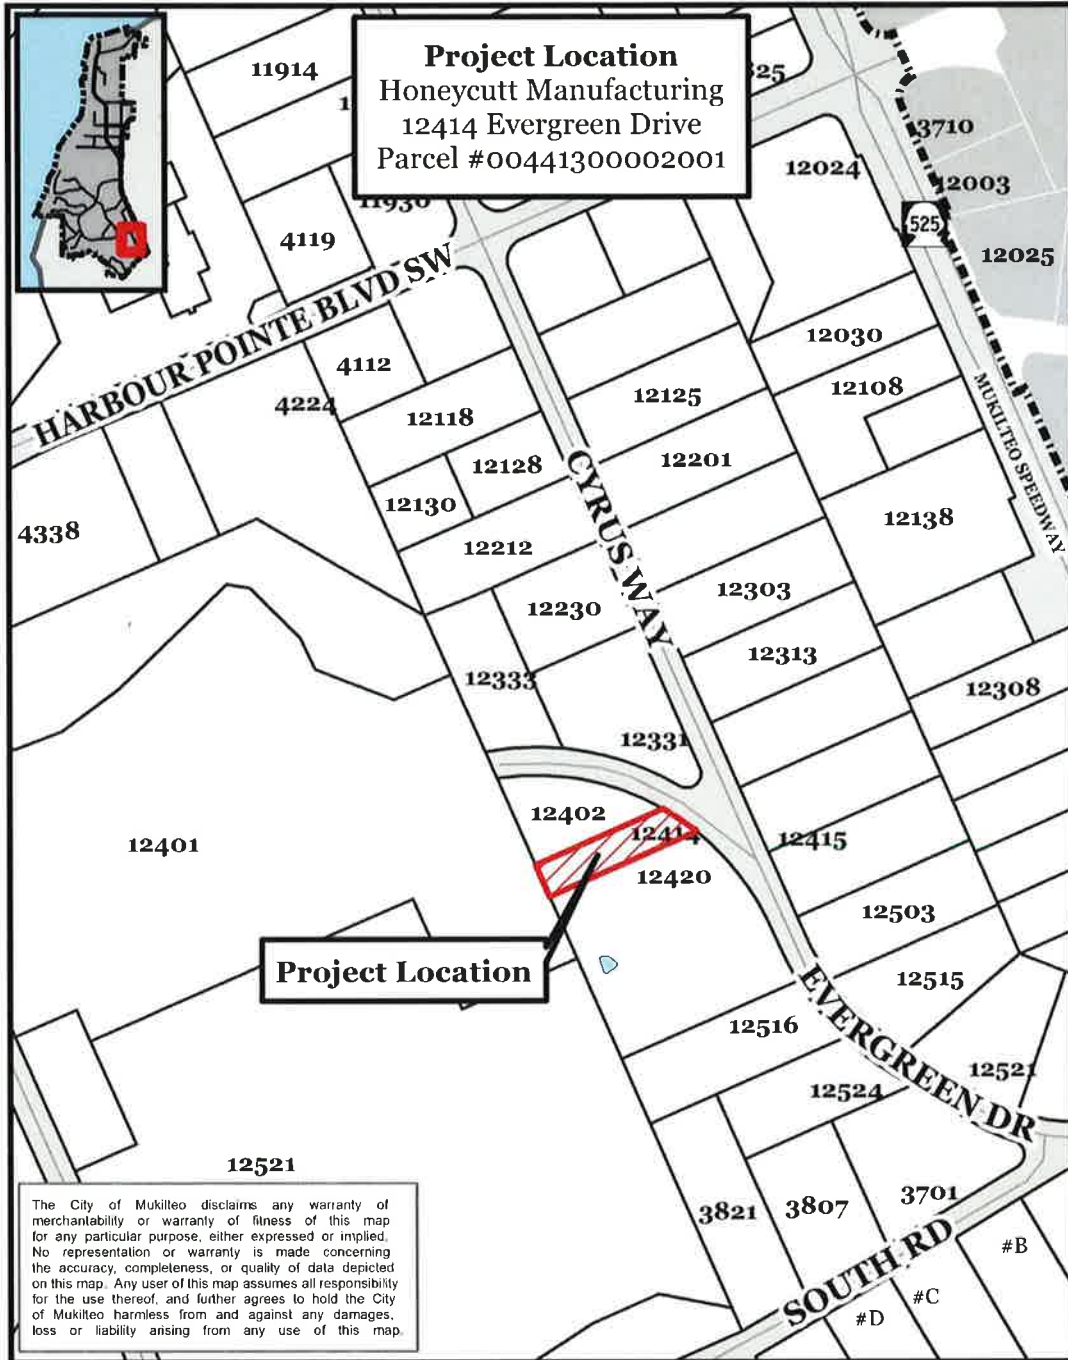 Project Location
Honeycutt Manufacturing
12414 Evergreen Drive
Parcel #00441300002001
11914
11930
4119
12024
3710
12003
525
12025
HARBOUR POINTE BLVD SW
4112
4224
12118
12128
12130
12212
4338
CYRUS WAY
12125
12201
12030
12108
MUKILTEO SPEEDWAY
12138
12230
12303
12313
12308
12333
12331
12401
12402
12414
12415
12420
12503
Project Location
12515
12516
EVERGREEN DR
12521
12524
12521
3821
3807
3701
SOUTH RD
#B
#C
#D
The City of Mukilteo disclaims any warranty of
merchantability or warranty of fitness of this map
for any particular purpose, either expressed or implied.
No representation or warranty is made concerning
the accuracy, completeness, or quality of data depicted
on this map. Any user of this map assumes all responsibility
for the use thereof, and further agrees to hold the City
of Mukilteo harmless from and against any damages,
loss or liability arising from any use of this map.